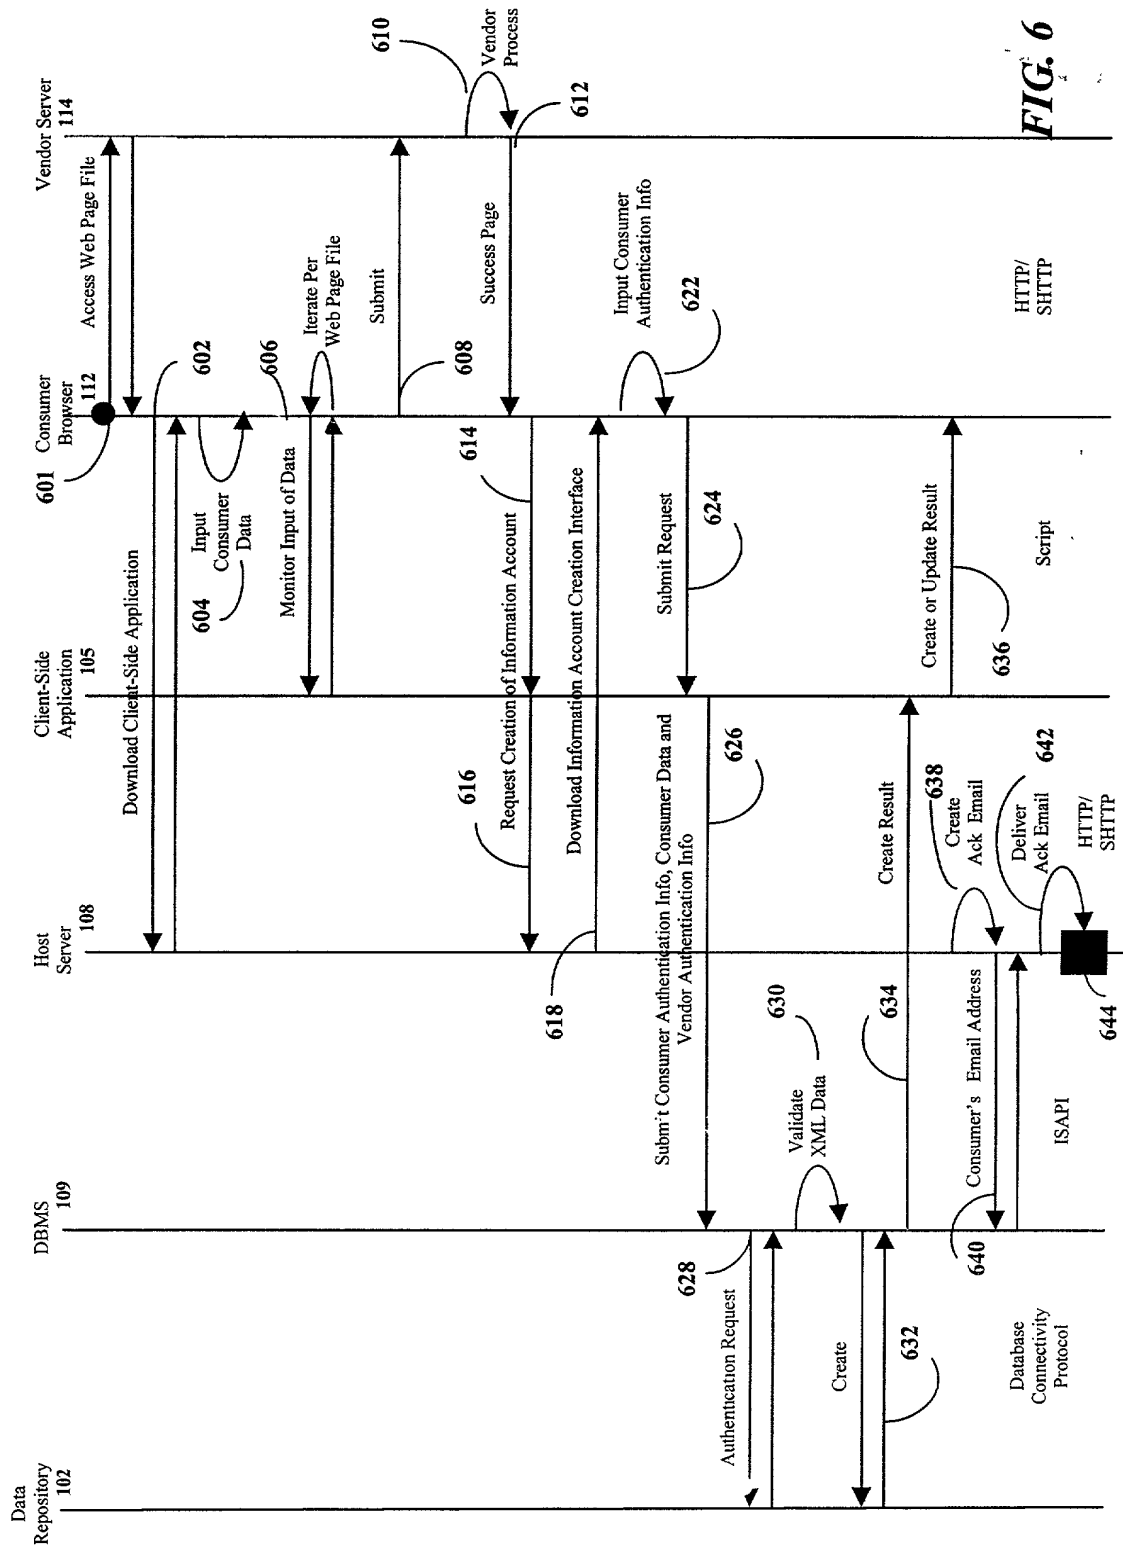 Data
Repository
102
DBMS
109
Host
Server
108
Client-Side
Application
105
Consumer
Browser
112
Vendor Server
114
601
Access Web Page File
Download Client-Side Application
602
Input
Consumer
Data
604
Monitor Input of Data
606
Iterate Per
Web Page File
Submit
608
610
Vendor
Process
612
Success Page
614
Request Creation of Information Account
616
Download Information Account Creation Interface
618
Input Consumer
Authentication Info
622
Submit Request
624
Submit Consumer Authentication Info, Consumer Data and
Vendor Authentication Info
626
Authentication Request
628
Validate
XML Data
630
Create
632
Create Result
634
Create or Update Result
636
Create
Ack Email
638
Consumer's Email Address
640
Deliver
Ack Email
642
644
Database
Connectivity
Protocol
ISAPI
HTTP/
SHTTP
Script
HTTP/
SHTTP
FIG. 6